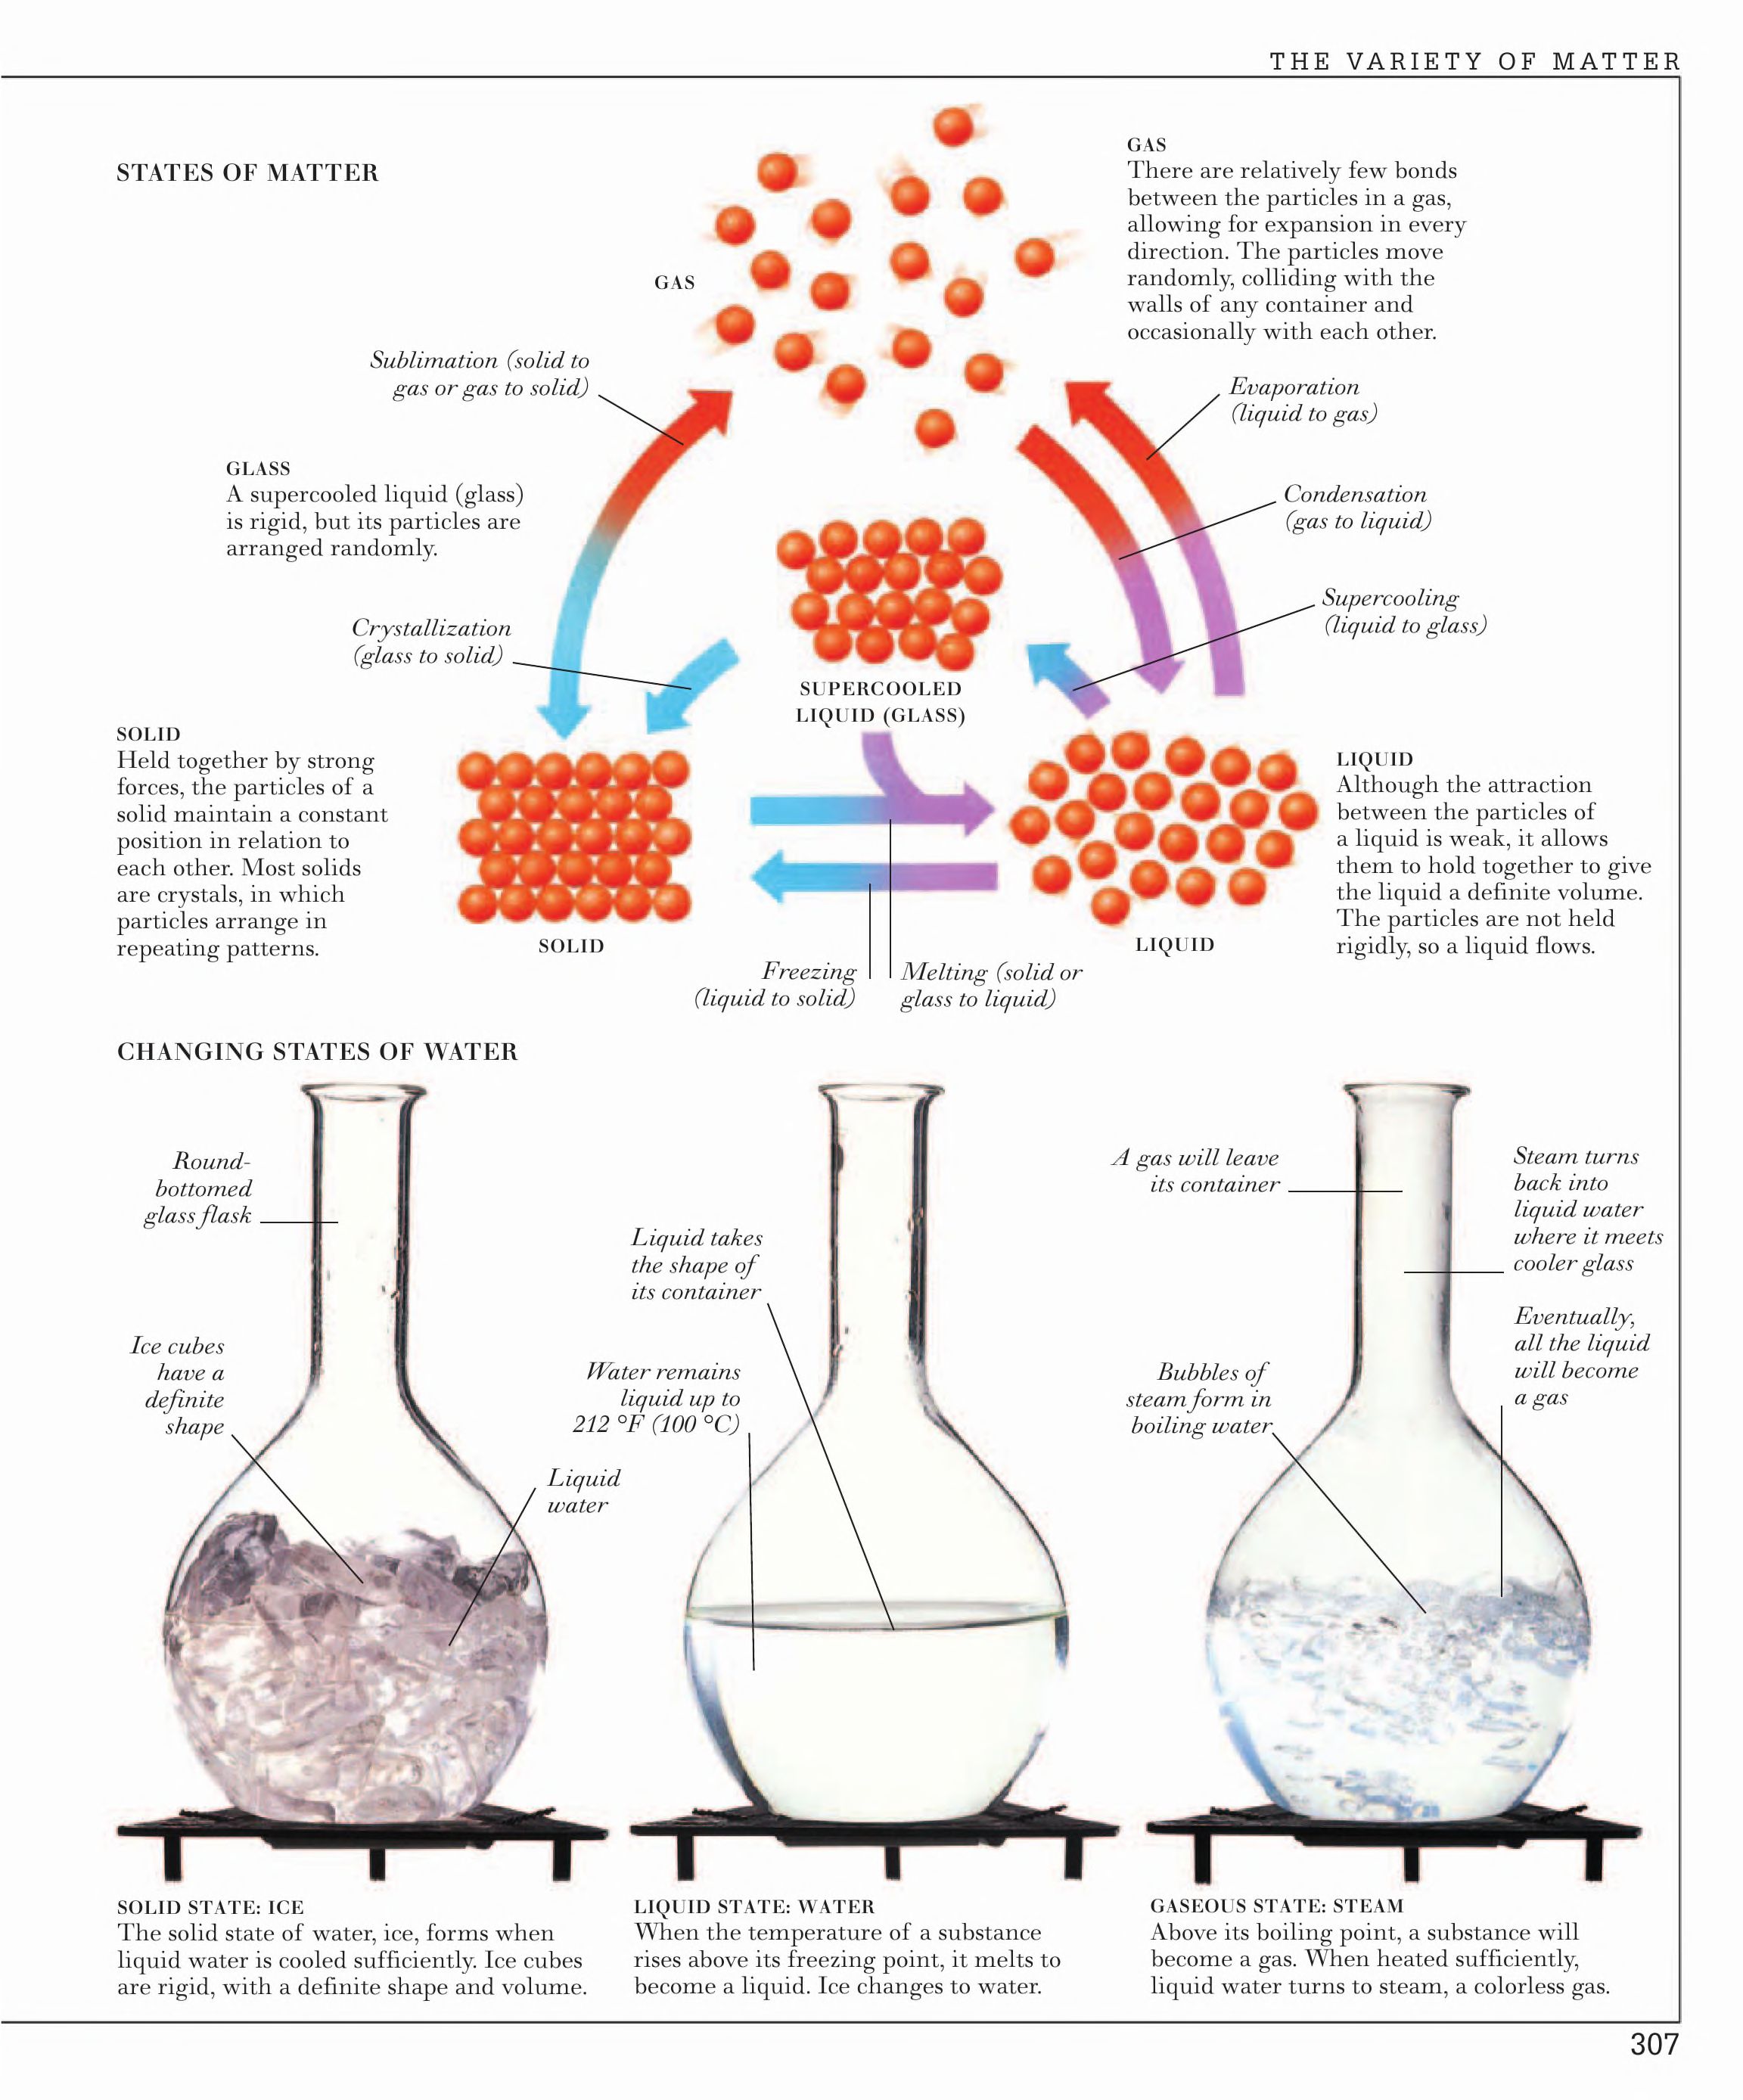 THE VARIETY OF MATTER
STATES OF MATTER
GAS
There are relatively few bonds
between the particles in a gas,
allowing for expansion in every
direction. The particles move
randomly, colliding with the
walls of any container and
occasionally with each other.
GAS
Sublimation (solid to
gas or gas to solid)
Evaporation
(liquid to gas)
GLASS
A supercooled liquid (glass)
is rigid, but its particles are
arranged randomly.
Condensation
(gas to liquid)
Supercooling
(liquid to glass)
Crystallization
(glass to solid)
SUPERCOOLED
LIQUID (GLASS)
SOLID
Held together by strong
forces, the particles of a
solid maintain a constant
position in relation to
each other. Most solids
are crystals, in which
particles arrange in
repeating patterns.
LIQUID
Although the attraction
between the particles of
a liquid is weak, it allows
them to hold together to give
the liquid a definite volume.
The particles are not held
rigidly, so a liquid flows.
SOLID
LIQUID
Freezing
(liquid to solid)
Melting (solid or
glass to liquid)
CHANGING STATES OF WATER
Round-
bottomed
glass flask
Ice cubes
have a
definite
shape
Liquid
water
Liquid takes
the shape of
its container
Water remains
liquid up to
212 °F (100 °C)
A gas will leave
its container
Steam turns
back into
liquid water
where it meets
cooler glass
Bubbles of
steam form in
boiling water
Eventually,
all the liquid
will become
a gas
SOLID STATE: ICE
The solid state of water, ice, forms when
liquid water is cooled sufficiently. Ice cubes
are rigid, with a definite shape and volume.
LIQUID STATE: WATER
When the temperature of a substance
rises above its freezing point, it melts to
become a liquid. Ice changes to water.
GASEOUS STATE: STEAM
Above its boiling point, a substance will
become a gas. When heated sufficiently,
liquid water turns to steam, a colorless gas.
307